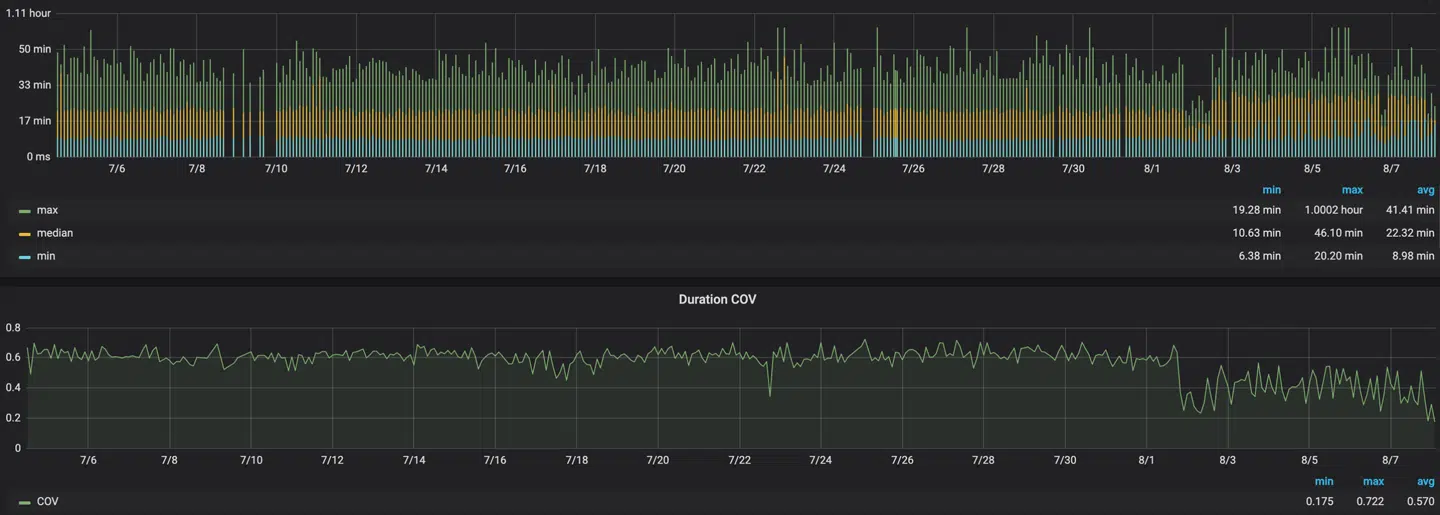 1.11 hour
50 min
33 min
17 min
0 ms
7/6 7/8 7/10 7/12 7/14 7/16 7/18 7/20 7/22 7/24 7/26 7/28 7/30 8/1 8/3 8/5 8/7
min max avg
max 19.28 min 1.0002 hour 41.41 min
median 10.63 min 46.10 min 22.32 min
min 6.38 min 20.20 min 8.98 min
Duration COV
0.8
0.6
0.4
0.2
0
7/6 7/8 7/10 7/12 7/14 7/16 7/18 7/20 7/22 7/24 7/26 7/28 7/30 8/1 8/3 8/5 8/7
min max avg
COV 0.175 0.722 0.570